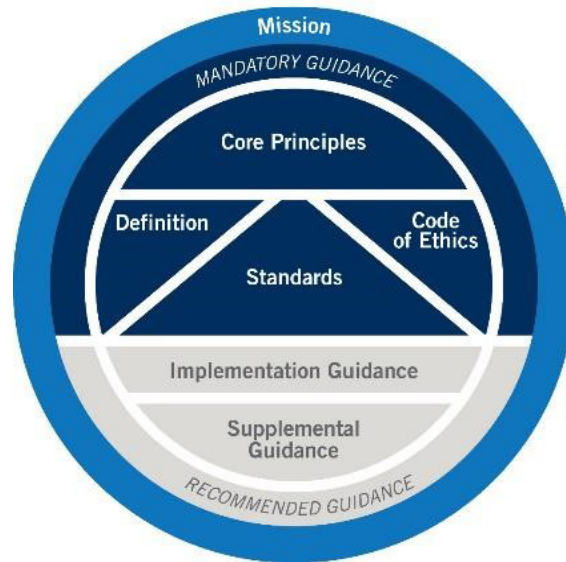 Mission
MANDATORY GUIDANCE
Core Principles
Definition
Code
of Ethics
Standards
Implementation Guidance
Supplemental
Guidance
RECOMMENDED GUIDANCE